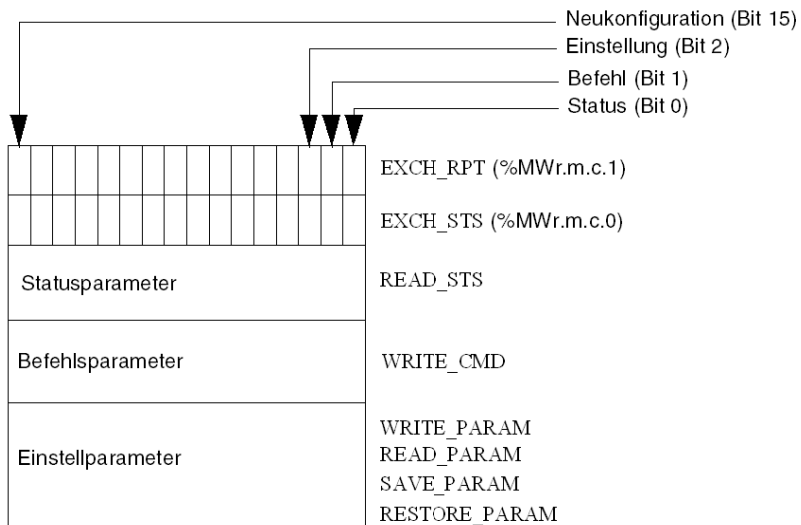 Neukonfiguration (Bit 15)
Einstellung (Bit 2)
Befehl (Bit 1)
Status (Bit 0)
EXCH_RPT (%MWr.m.c.1)
EXCH_STS (%MWr.m.c.0)
Statusparameter READ_STS
Befehlsparameter WRITE_CMD
WRITE_PARAM
Einstellparameter READ_PARAM
SAVE_PARAM
RESTORE_PARAM